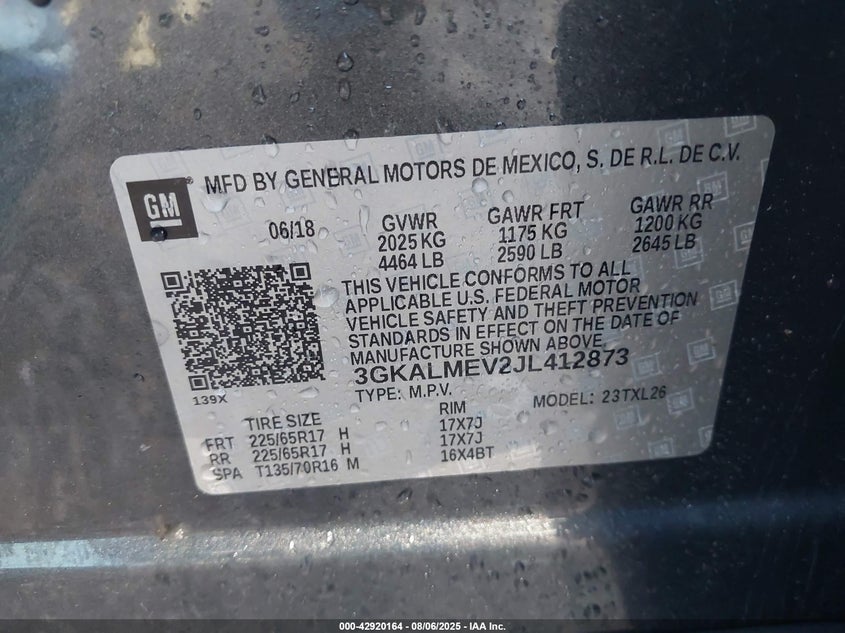 GM
MFD BY GENERAL MOTORS DE MEXICO, S. DE R.L. DE C.V.
06/18
GVWR
2025 KG
4464 LB
GAWR FRT
1175 KG
2590 LB
GAWR RR
1200 KG
2645 LB
THIS VEHICLE CONFORMS TO ALL
APPLICABLE U.S. FEDERAL MOTOR
VEHICLE SAFETY AND THEFT PREVENTION
STANDARDS IN EFFECT ON THE DATE OF
MANUFACTURE SHOWN ABOVE.
3GKALMEV2JL412873
139X
TYPE: M.P.V.
MODEL: 23TXL26
TIRE SIZE RIM
FRT 225/65R17 H 17X7J
RR 225/65R17 H 17X7J
SPA T135/70R16 M 16X4BT
000-42920164 - 08/06/2025 - IAA Inc.